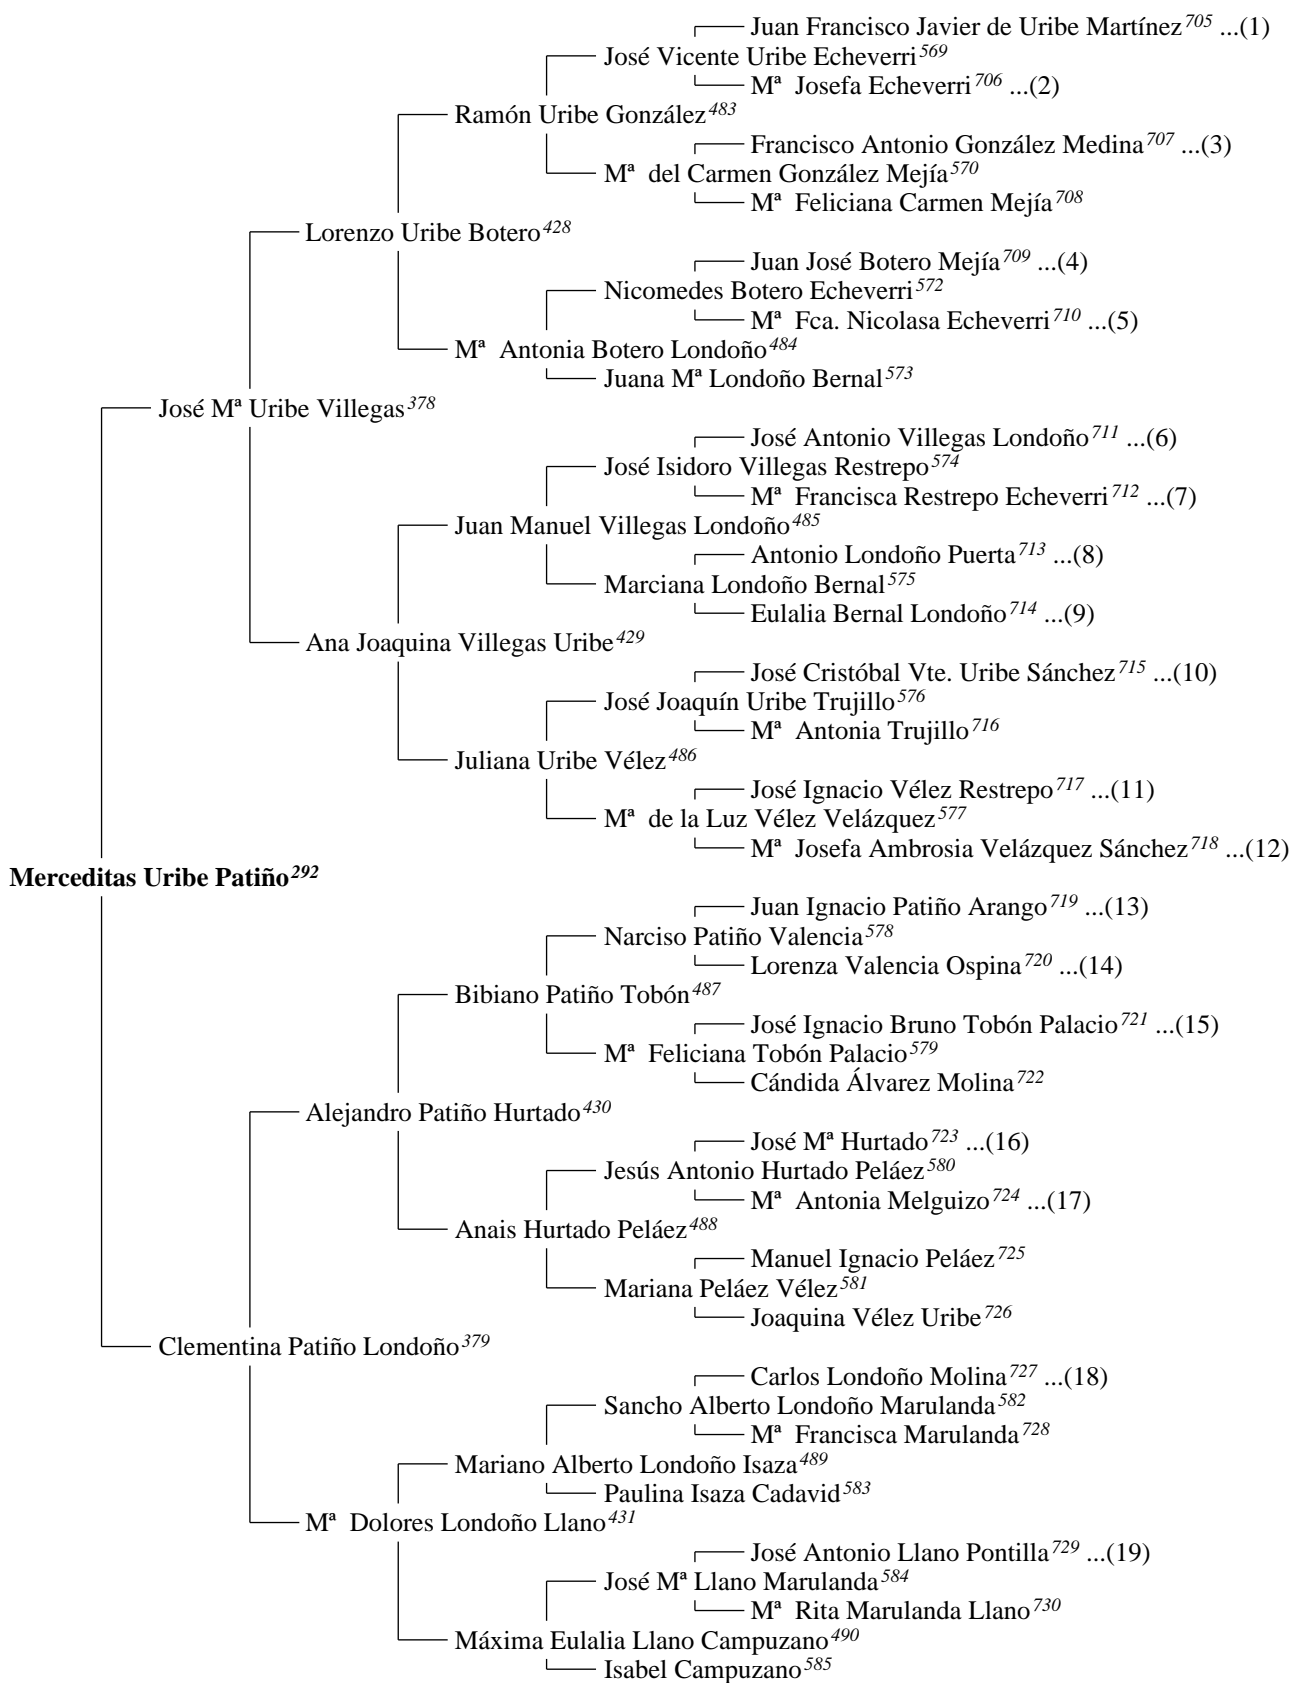 Juan Francisco Javier de Uribe Martínez705 ...(1)
José Vicente Uribe Echeverri569
Mª Josefa Echeverri706 ...(2)
Ramón Uribe González483
Francisco Antonio González Medina707 ...(3)
Mª del Carmen González Mejía570
Mª Feliciana Carmen Mejía708
Lorenzo Uribe Botero428
Juan José Botero Mejía709 ...(4)
Nicomedes Botero Echeverri572
Mª Fca. Nicolasa Echeverri710 ...(5)
Mª Antonia Botero Londoño484
Juana Mª Londoño Bernal573
José Mª Uribe Villegas378
José Antonio Villegas Londoño711 ...(6)
José Isidoro Villegas Restrepo574
Mª Francisca Restrepo Echeverri712 ...(7)
Juan Manuel Villegas Londoño485
Antonio Londoño Puerta713 ...(8)
Marciana Londoño Bernal575
Eulalia Bernal Londoño714 ...(9)
Ana Joaquina Villegas Uribe429
José Cristóbal Vte. Uribe Sánchez715 ...(10)
José Joaquín Uribe Trujillo576
Mª Antonia Trujillo716
Juliana Uribe Vélez486
José Ignacio Vélez Restrepo717 ...(11)
Mª de la Luz Vélez Velázquez577
Mª Josefa Ambrosia Velázquez Sánchez718 ...(12)
Merceditas Uribe Patiño292
Juan Ignacio Patiño Arango719 ...(13)
Narciso Patiño Valencia578
Lorenza Valencia Ospina720 ...(14)
Bibiano Patiño Tobón487
José Ignacio Bruno Tobón Palacio721 ...(15)
Mª Feliciana Tobón Palacio579
Cándida Álvarez Molina722
Alejandro Patiño Hurtado430
José Mª Hurtado723 ...(16)
Jesús Antonio Hurtado Peláez580
Mª Antonia Melguizo724 ...(17)
Anais Hurtado Peláez488
Manuel Ignacio Peláez725
Mariana Peláez Vélez581
Joaquina Vélez Uribe726
Clementina Patiño Londoño379
Carlos Londoño Molina727 ...(18)
Sancho Alberto Londoño Marulanda582
Mª Francisca Marulanda728
Mariano Alberto Londoño Isaza489
Paulina Isaza Cadavid583
Mª Dolores Londoño Llano431
José Antonio Llano Pontilla729 ...(19)
José Mª Llano Marulanda584
Mª Rita Marulanda Llano730
Máxima Eulalia Llano Campuzano490
Isabel Campuzano585